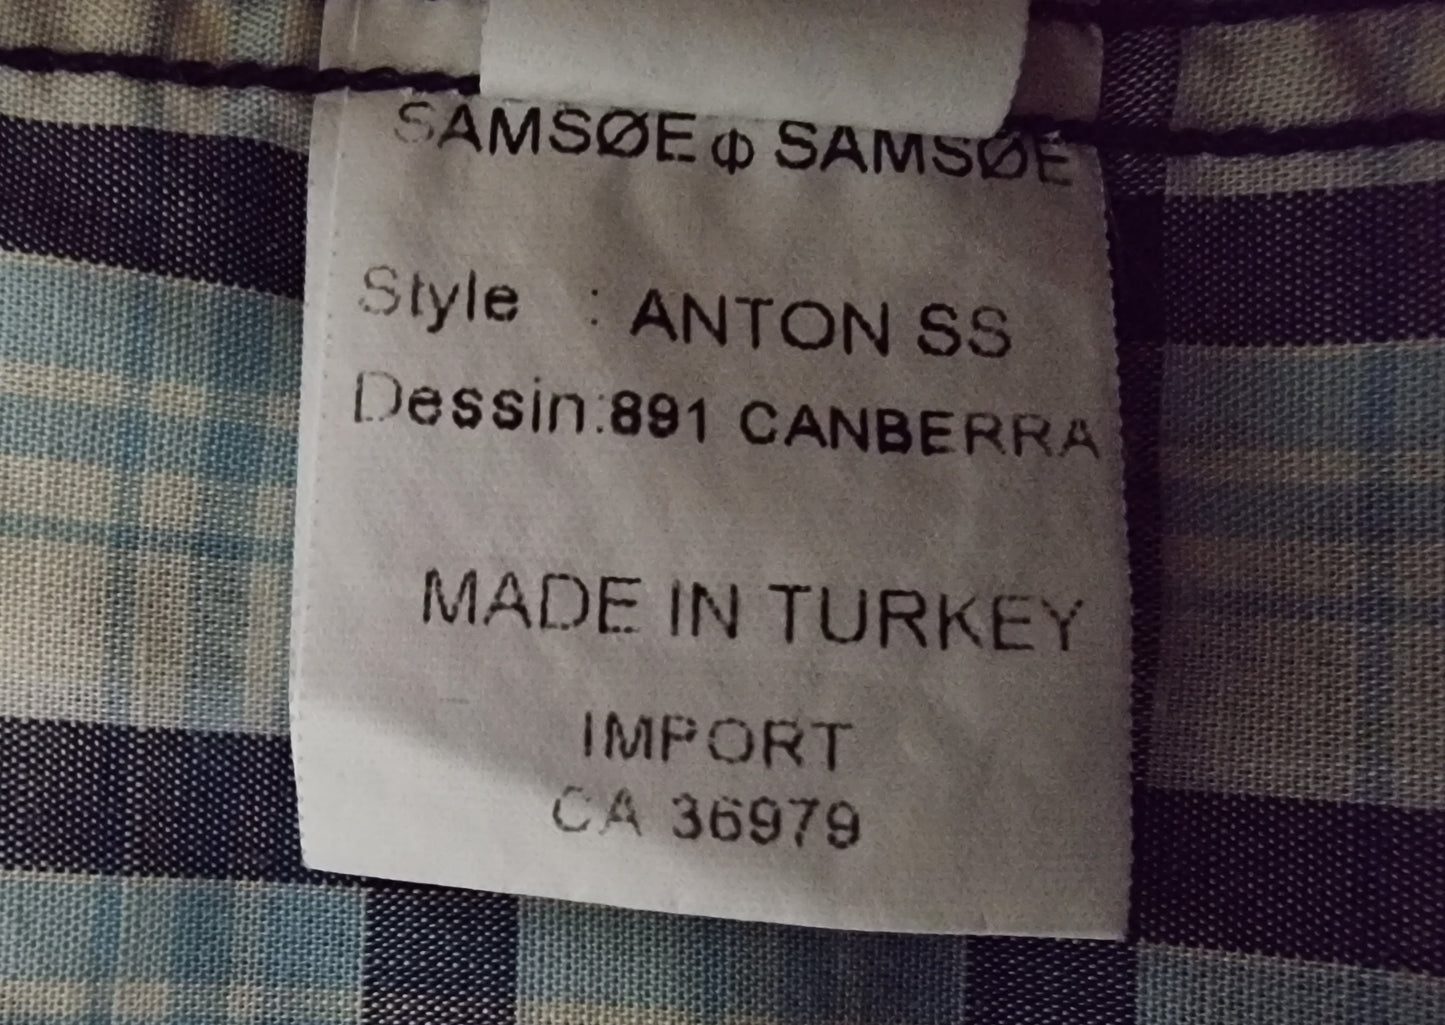 SAMSØE φ SAMSØE
Style : ANTON SS
Dessin:891 CANBERRA
MADE IN TURKEY
IMPORT
CA 36979